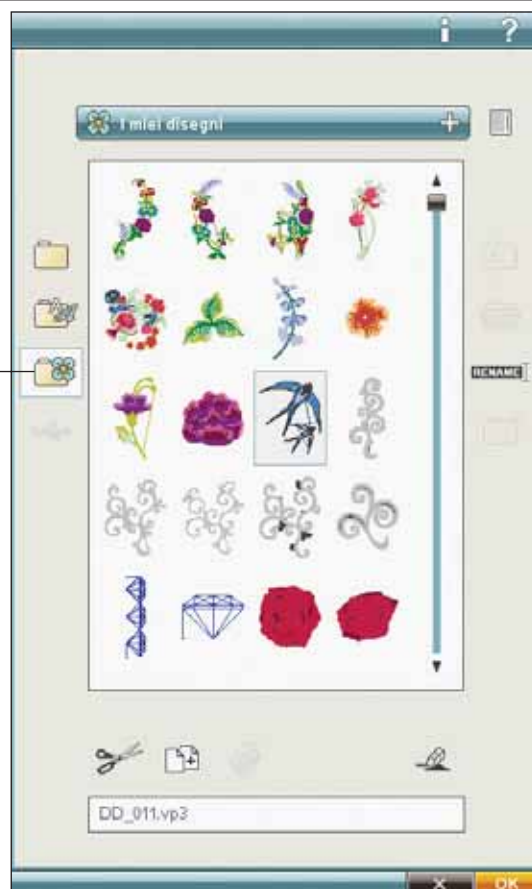 i ?
I miei disegni
RENAME
DD_011.vp3
X OK